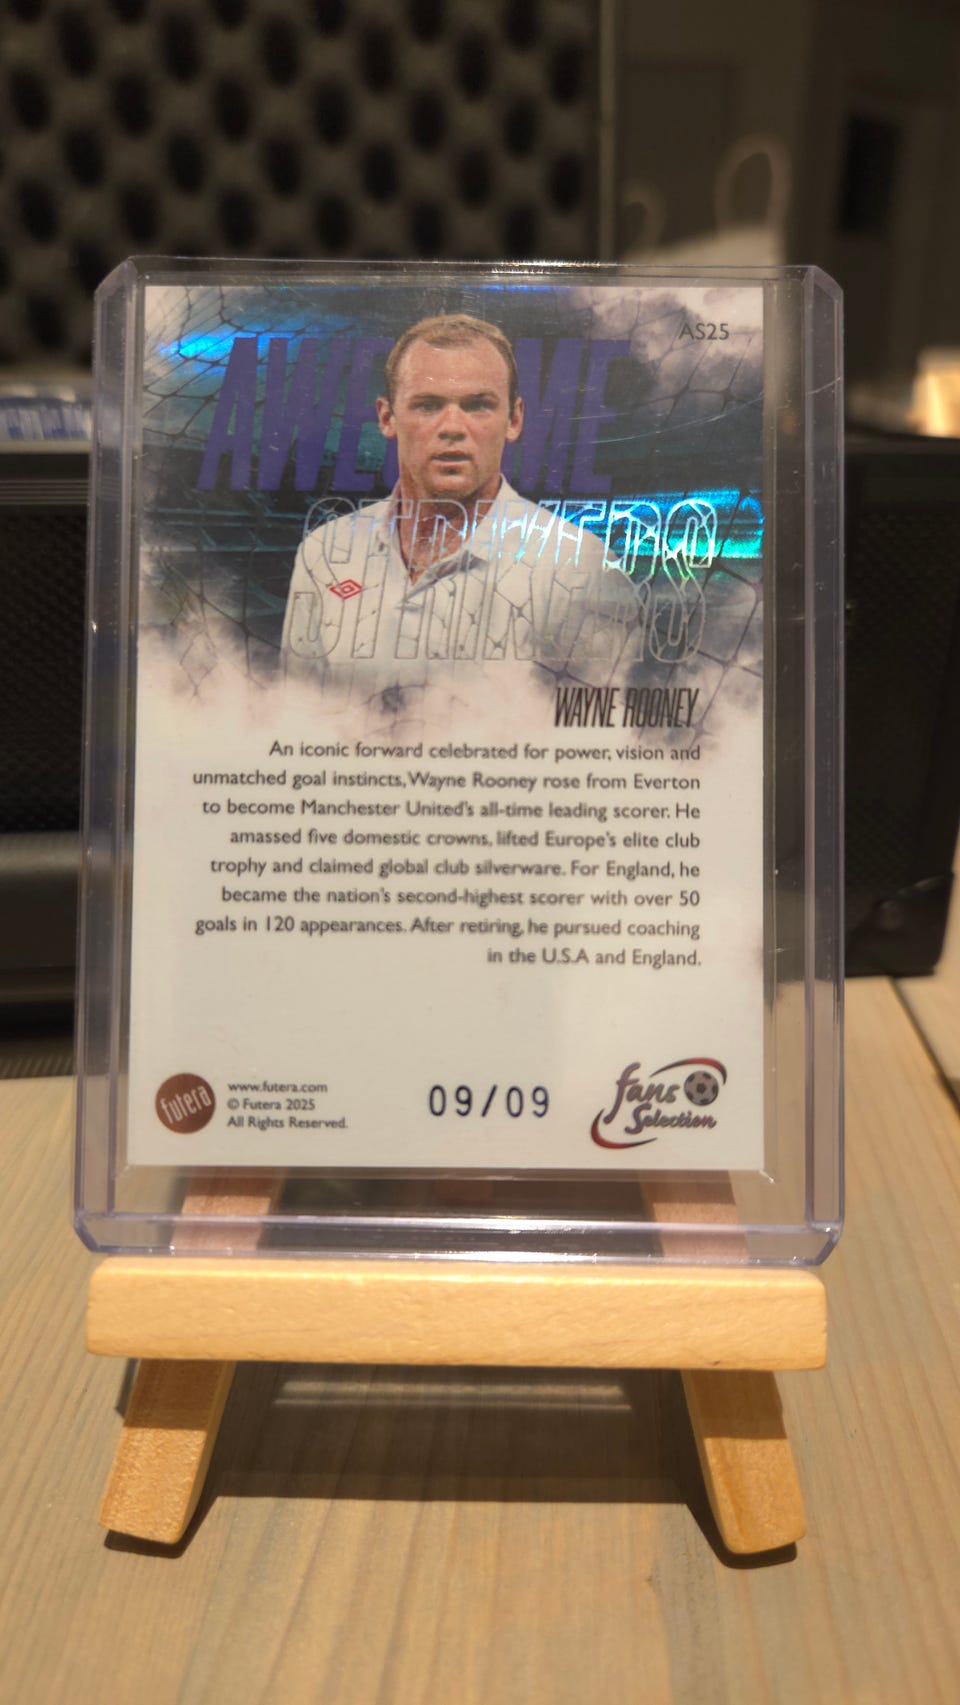 AS25
AWESOME
STRIKERS
WAYNE ROONEY
An iconic forward celebrated for power, vision and
unmatched goal instincts, Wayne Rooney rose from Everton
to become Manchester United's all-time leading scorer. He
amassed five domestic crowns, lifted Europe's elite club
trophy and claimed global club silverware. For England, he
became the nation's second-highest scorer with over 50
goals in 120 appearances. After retiring, he pursued coaching
in the U.S.A and England.
futera
www.futera.com
© Futera 2025
All Rights Reserved.
09/09
fans
Selection